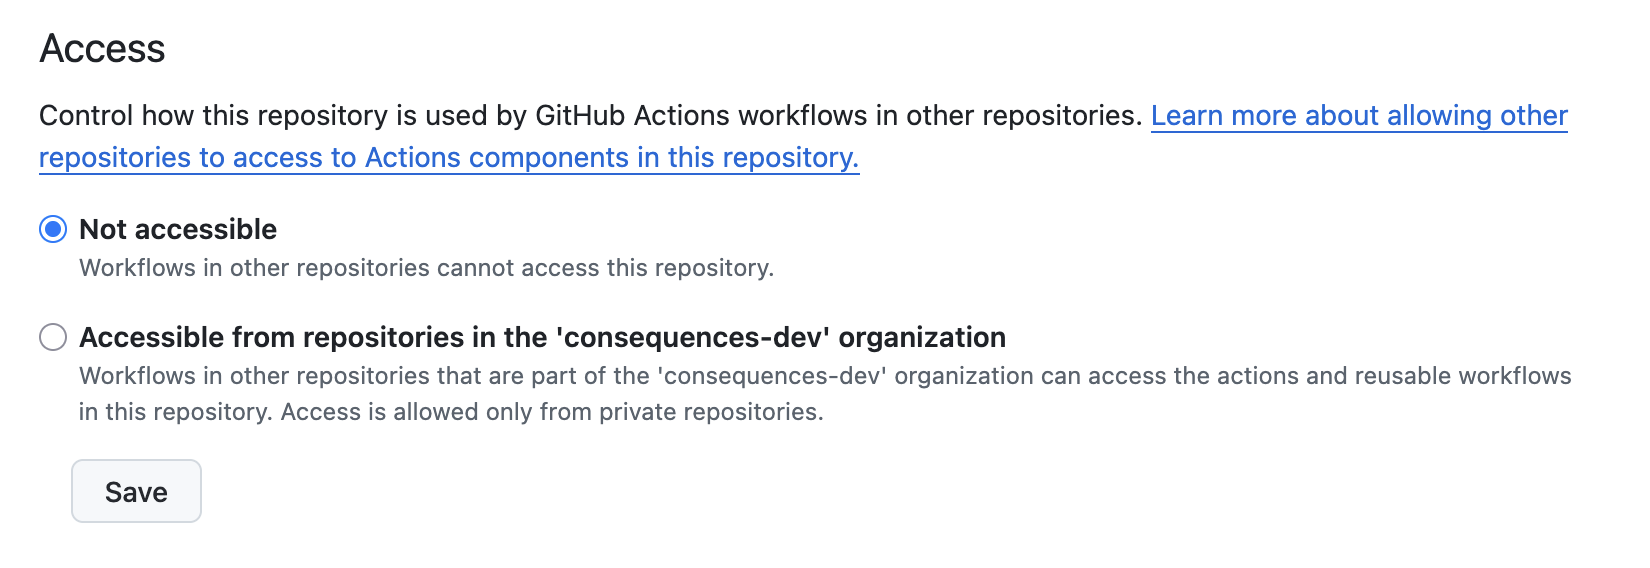 Access
Control how this repository is used by GitHub Actions workflows in other repositories. Learn more about allowing other
repositories to access to Actions components in this repository.
Not accessible
Workflows in other repositories cannot access this repository.
Accessible from repositories in the 'consequences-dev' organization
Workflows in other repositories that are part of the 'consequences-dev' organization can access the actions and reusable workflows
in this repository. Access is allowed only from private repositories.
Save